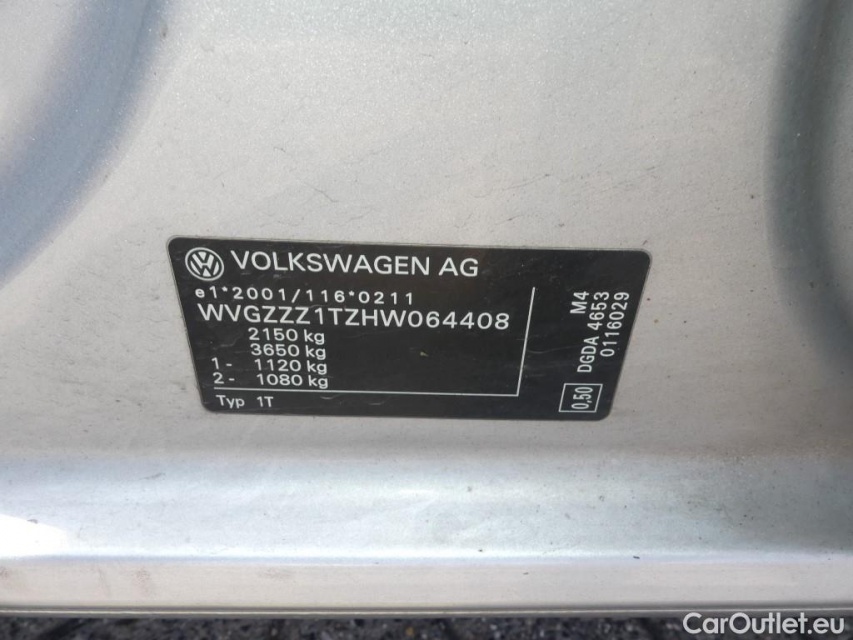 VOLKSWAGEN AG
e1*2001/116*0211
WVGZZZ1TZHW064408
2150 kg
3650 kg
1- 1120 kg
2- 1080 kg
Typ 1T
M4
DGDA 4653
0116029
0,50
CarOutlet.eu